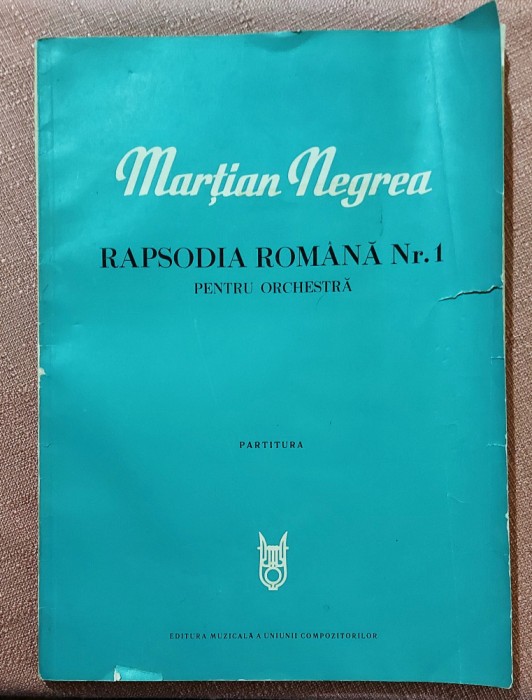 Marțian Negrea
RAPSODIA ROMÂNĂ Nr. 1
PENTRU ORCHESTRĂ
PARTITURA
EDITURA MUZICALĂ A UNIUNII COMPOZITORILOR